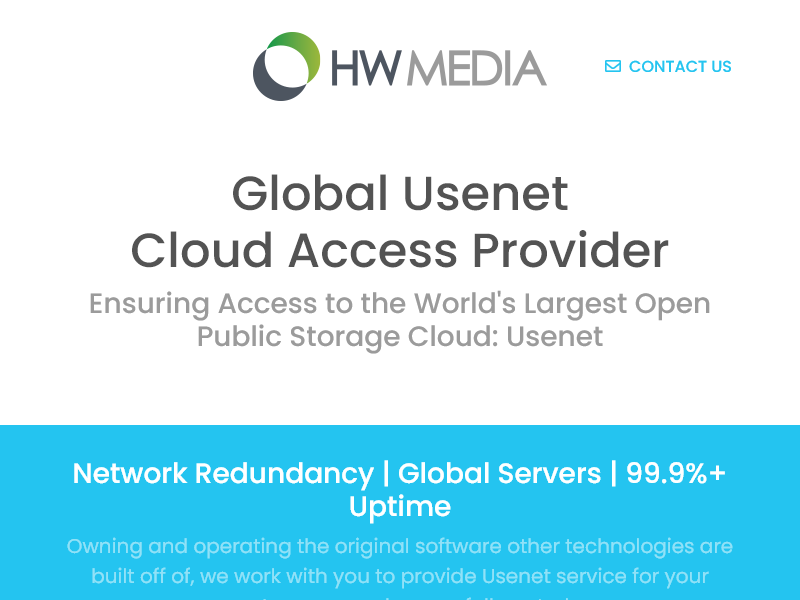 HW MEDIA
CONTACT US
Global Usenet
Cloud Access Provider
Ensuring Access to the World's Largest Open
Public Storage Cloud: Usenet
Network Redundancy | Global Servers | 99.9%+
Uptime
Owning and operating the original software other technologies are
built off of, we work with you to provide Usenet service for your